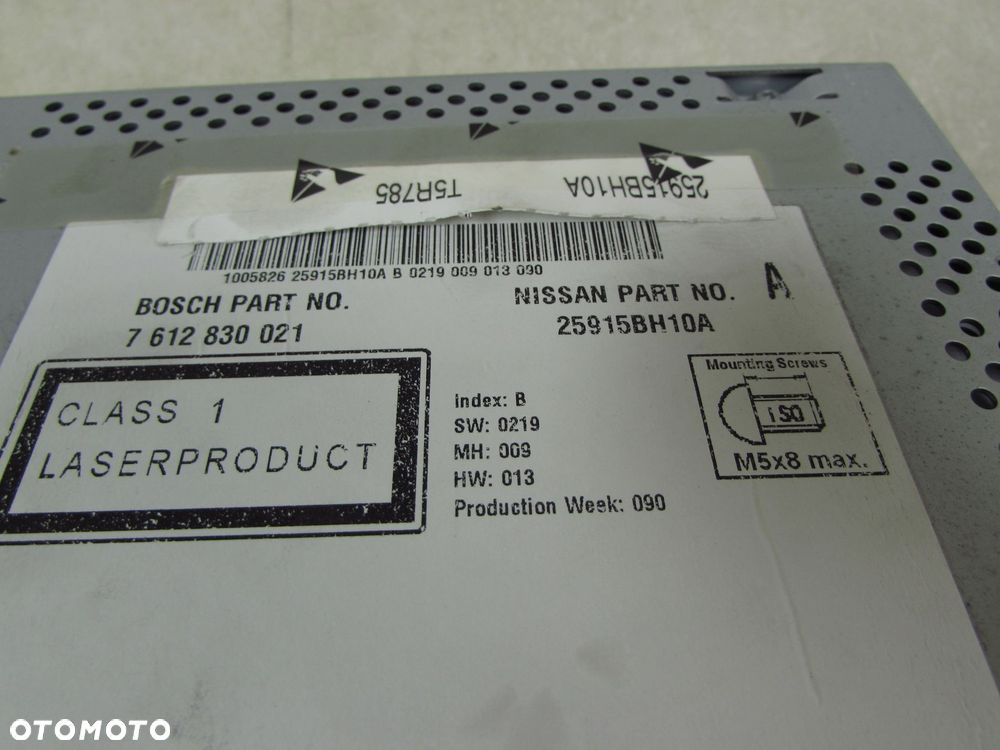 25915BH10A T5R785
1005826 25915BH10A B 0219 009 013 090
BOSCH PART NO.
7 612 830 021
NISSAN PART NO. A
25915BH10A
CLASS 1
LASERPRODUCT
Index: B
SW: 0219
MH: 009
HW: 013
Production Week: 090
Mounting Screws
ISO
M5x8 max.
OTOMOTO